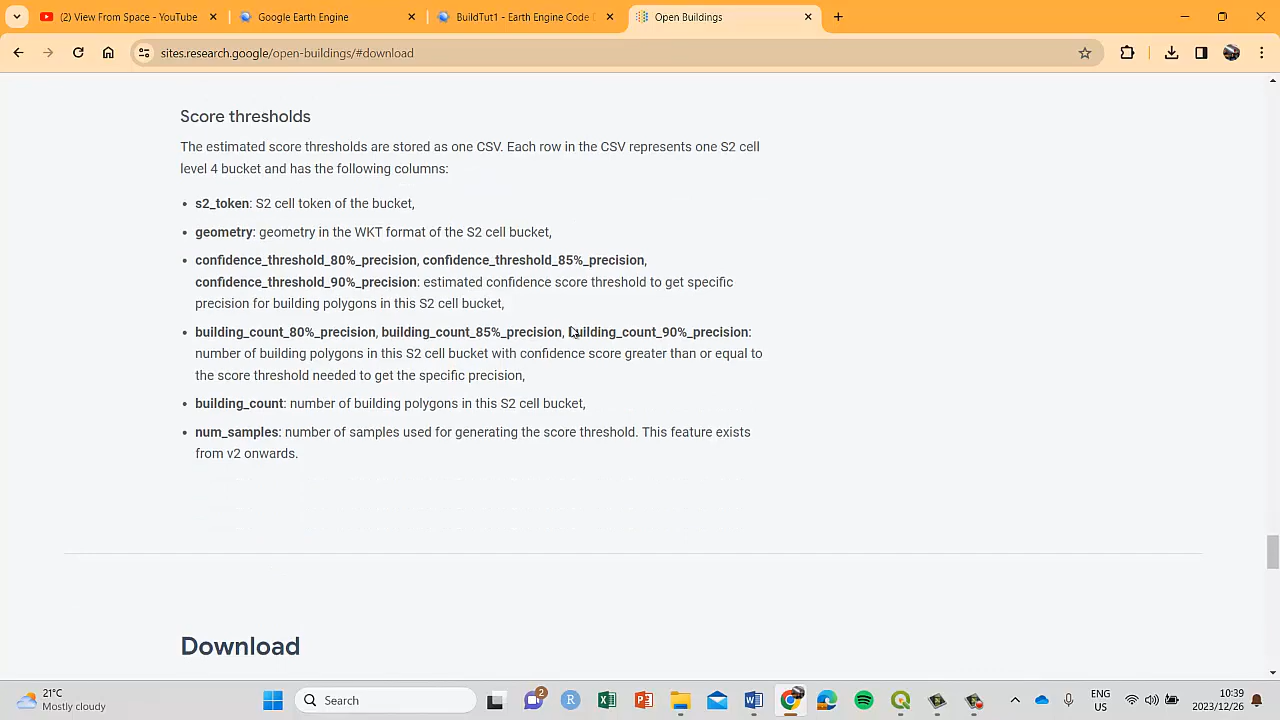 (2) View From Space - YouTube
Google Earth Engine
BuildTut1 - Earth Engine Code
Open Buildings
sites.research.google/open-buildings/#download
Score thresholds
The estimated score thresholds are stored as one CSV. Each row in the CSV represents one S2 cell
level 4 bucket and has the following columns:
• s2_token: S2 cell token of the bucket,
• geometry: geometry in the WKT format of the S2 cell bucket,
• confidence_threshold_80%_precision, confidence_threshold_85%_precision,
confidence_threshold_90%_precision: estimated confidence score threshold to get specific
precision for building polygons in this S2 cell bucket,
• building_count_80%_precision, building_count_85%_precision, building_count_90%_precision:
number of building polygons in this S2 cell bucket with confidence score greater than or equal to
the score threshold needed to get the specific precision,
• building_count: number of building polygons in this S2 cell bucket,
• num_samples: number of samples used for generating the score threshold. This feature exists
from v2 onwards.
Download
21°C
Mostly cloudy
Search
2
ENG
US
10:39
2023/12/26